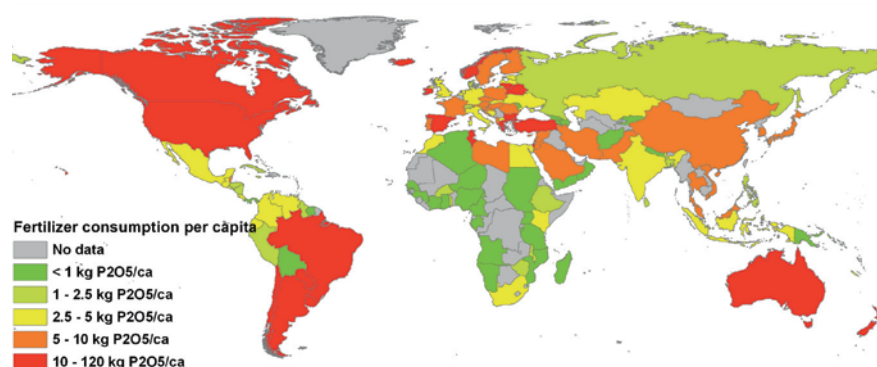 Fertilizer consumption per capita
No data
< 1 kg P2O5/ca
1 - 2.5 kg P2O5/ca
2.5 - 5 kg P2O5/ca
5 - 10 kg P2O5/ca
10 - 120 kg P2O5/ca